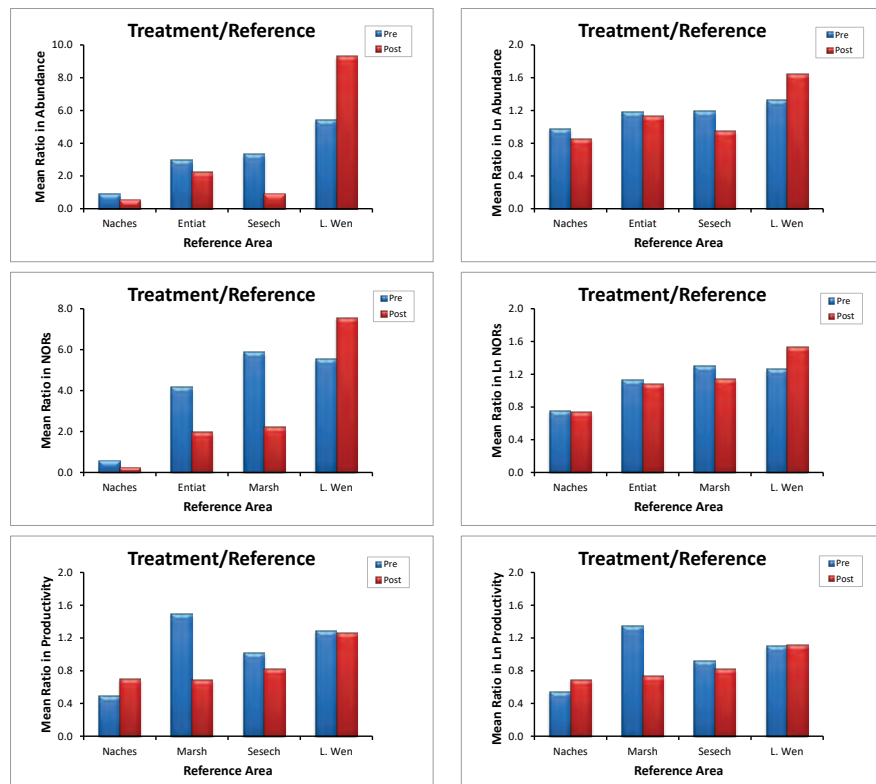 Treatment/Reference
Pre
Post
Mean Ratio in Abundance
10.0
8.0
6.0
4.0
2.0
0.0
Naches Entiat Sesech L. Wen
Reference Area
Treatment/Reference
Pre
Post
Mean Ratio in Ln Abundance
2.0
1.6
1.2
0.8
0.4
0.0
Naches Entiat Sesech L. Wen
Reference Area
Treatment/Reference
Pre
Post
Mean Ratio in NORs
8.0
6.0
4.0
2.0
0.0
Naches Entiat Marsh L. Wen
Reference Area
Treatment/Reference
Pre
Post
Mean Ratio in Ln NORs
2.0
1.6
1.2
0.8
0.4
0.0
Naches Entiat Marsh L. Wen
Reference Area
Treatment/Reference
Pre
Post
Mean Ratio in Productivity
2.0
1.6
1.2
0.8
0.4
0.0
Naches Marsh Sesech L. Wen
Reference Area
Treatment/Reference
Pre
Post
Mean Ratio in Ln Productivity
2.0
1.6
1.2
0.8
0.4
0.0
Naches Marsh Sesech L. Wen
Reference Area